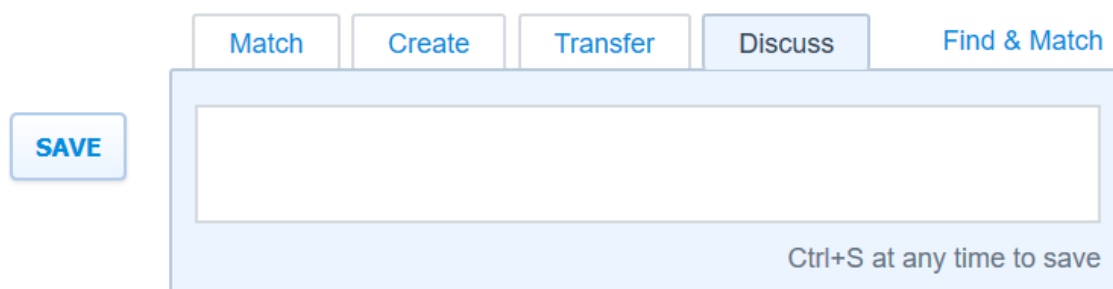 Match Create Transfer Discuss Find & Match
SAVE
Ctrl+S at any time to save